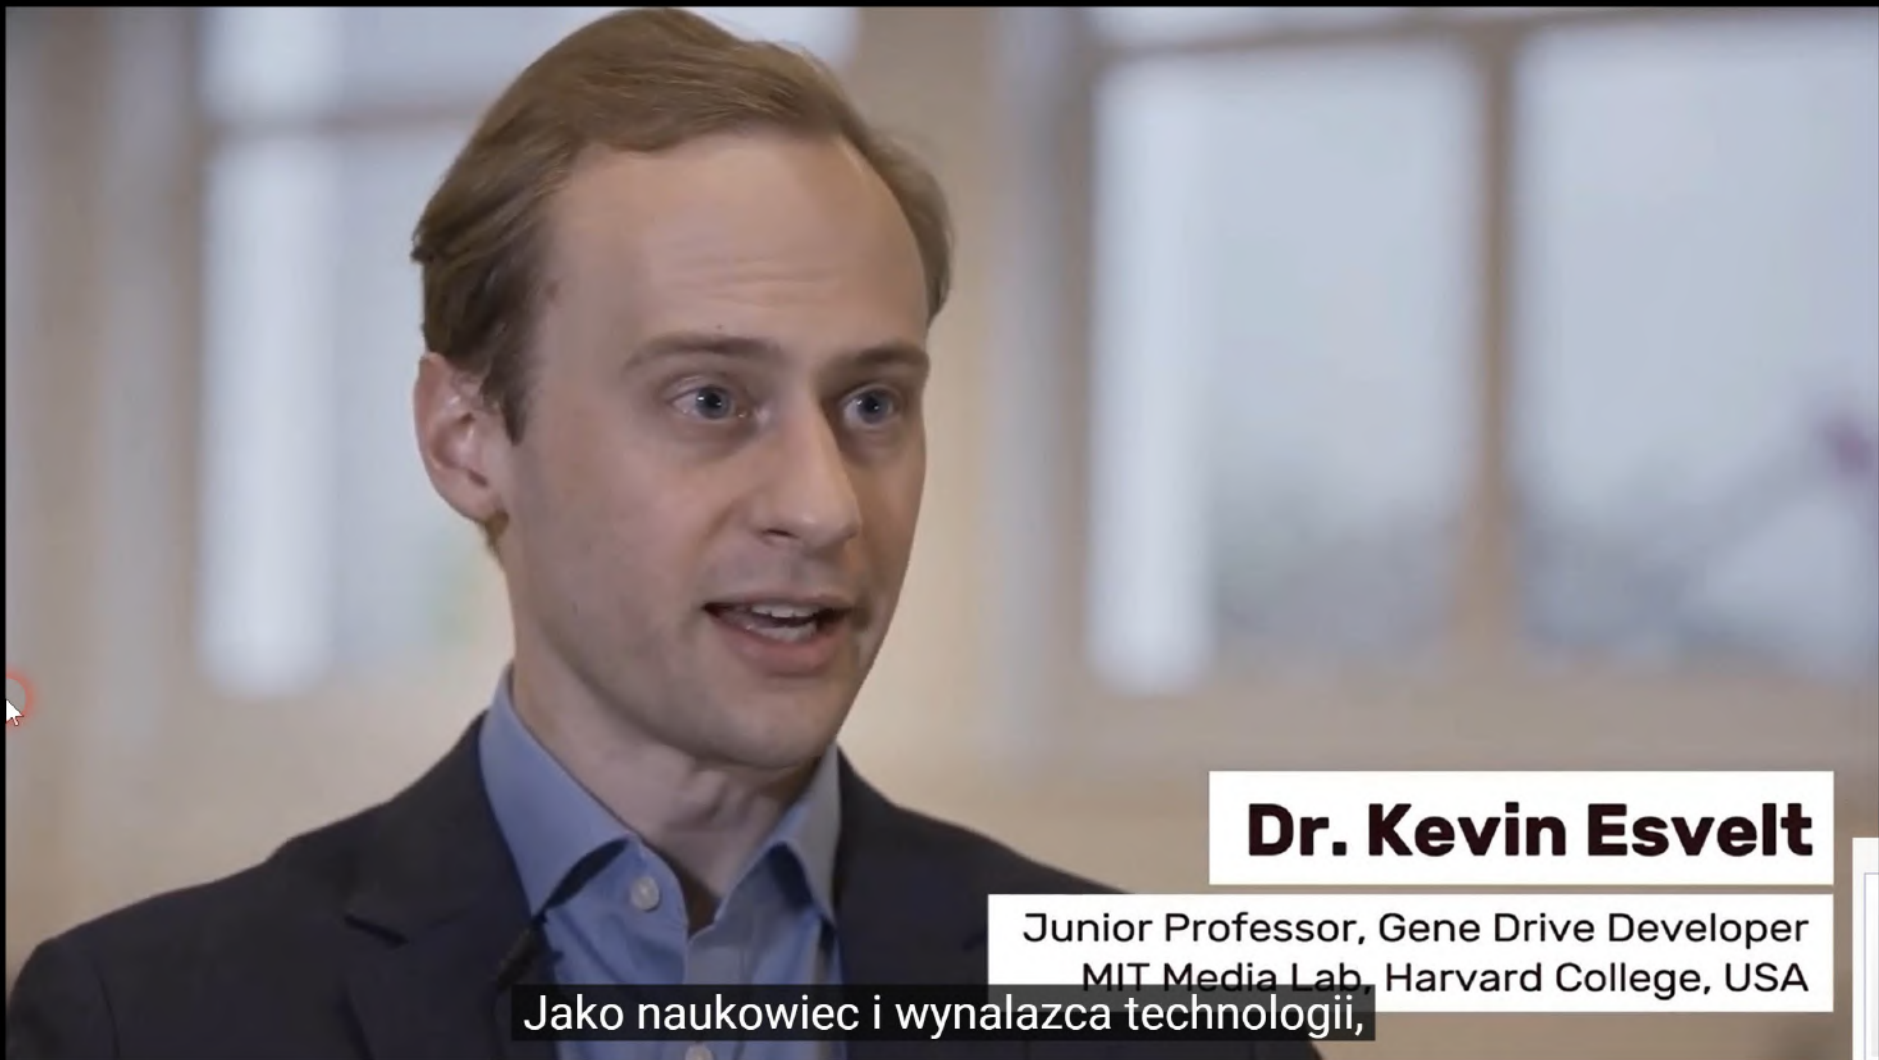 Dr. Kevin Esvelt
Junior Professor, Gene Drive Developer
MIT Media Lab, Harvard College, USA
Jako naukowiec i wynalazca technologii,